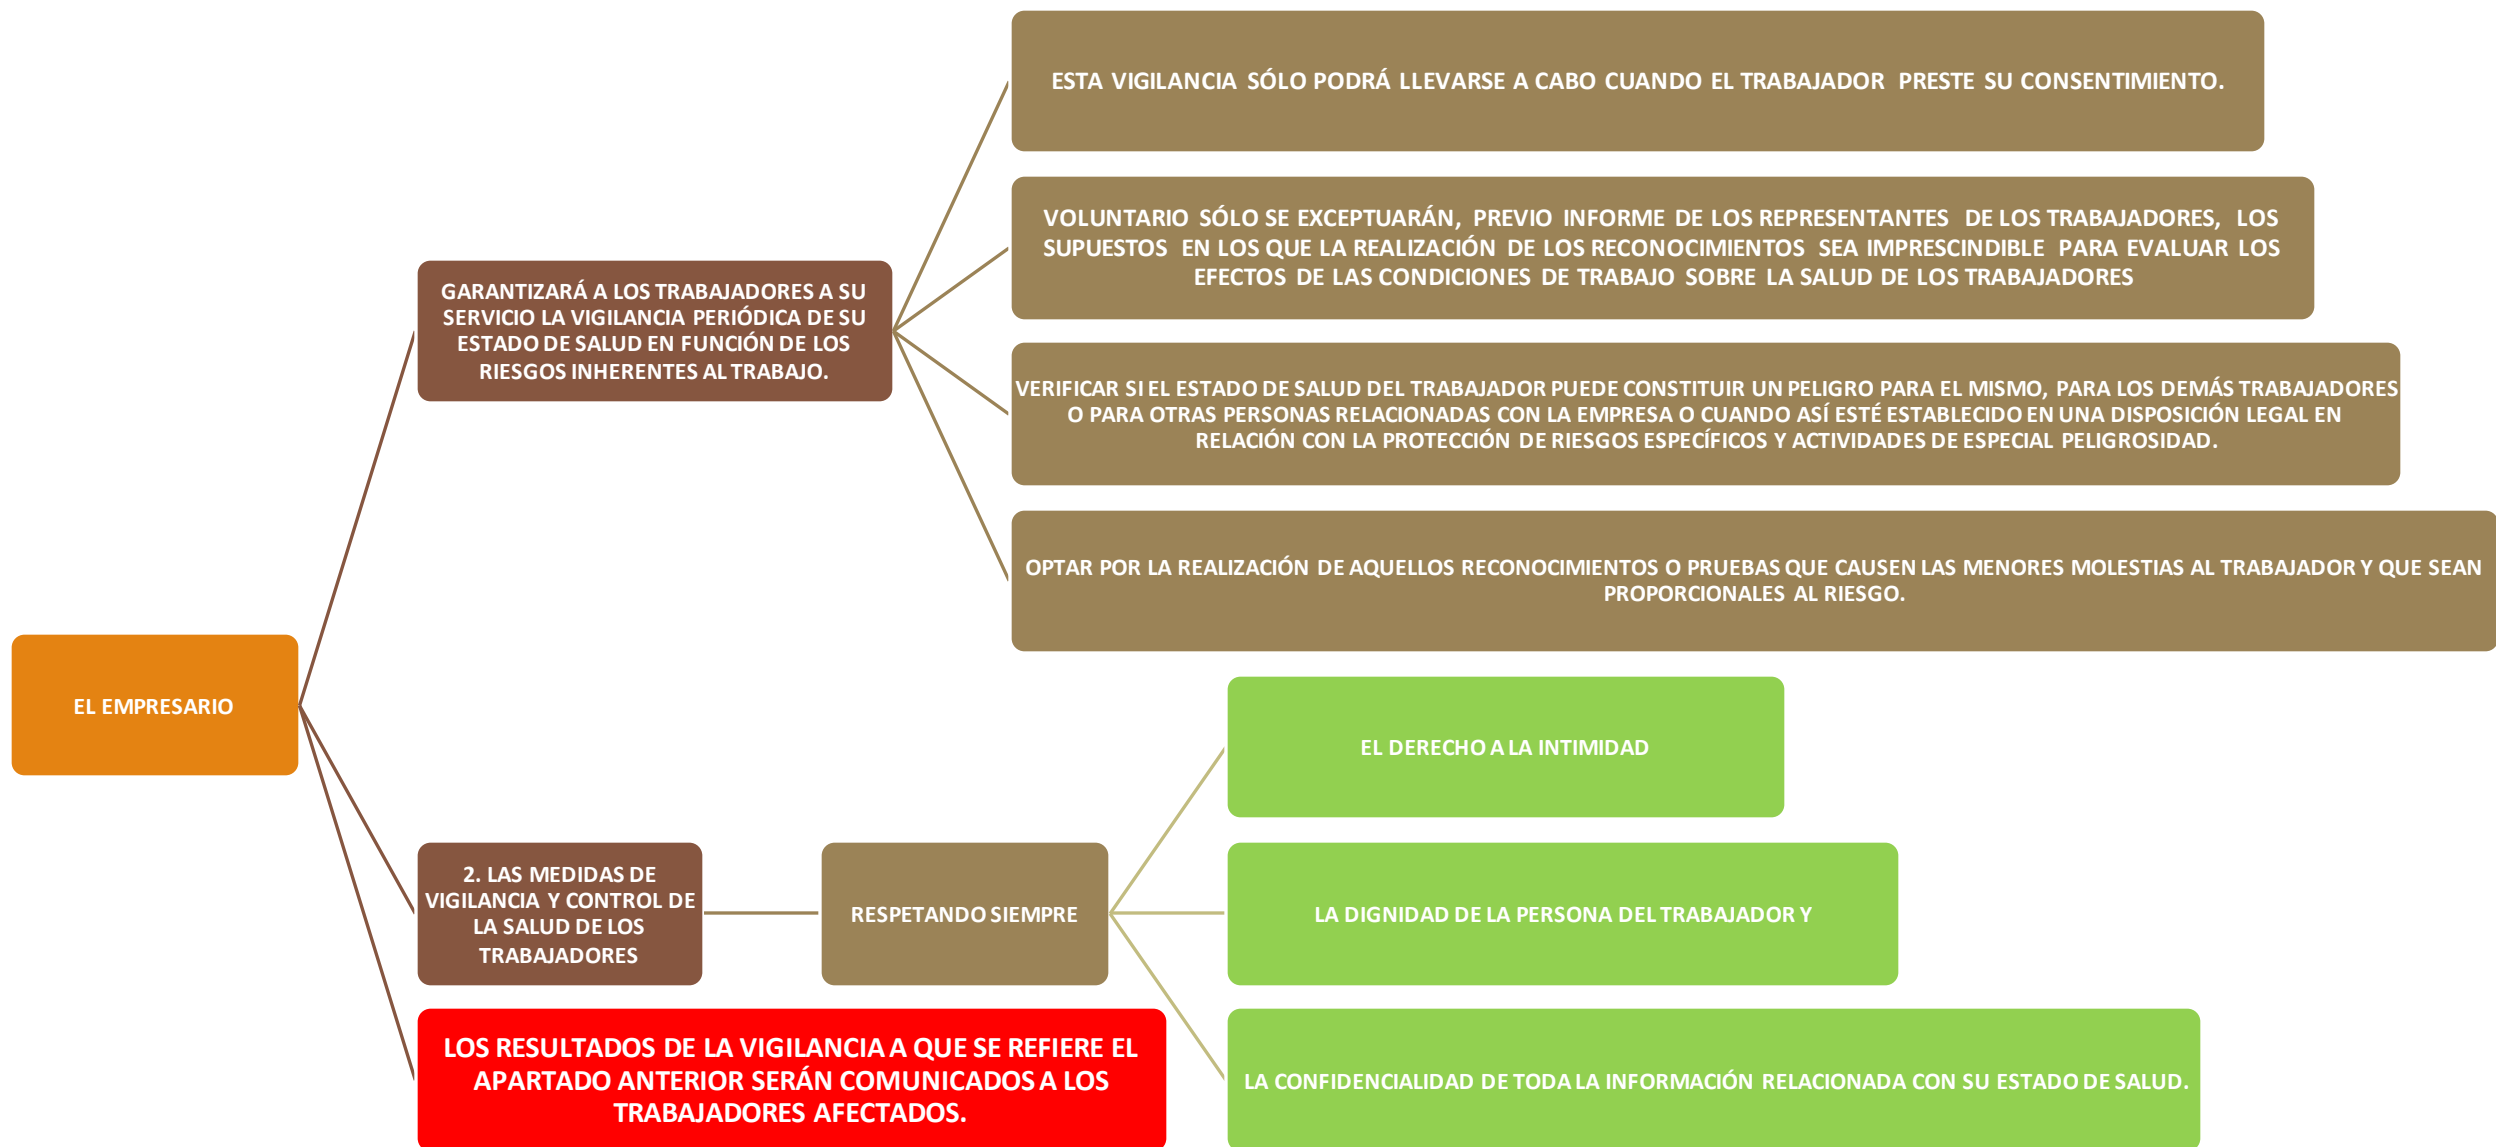 ESTA VIGILANCIA SÓLO PODRÁ LLEVARSE A CABO CUANDO EL TRABAJADOR PRESTE SU CONSENTIMIENTO.
VOLUNTARIO SÓLO SE EXCEPTUARÁN, PREVIO INFORME DE LOS REPRESENTANTES DE LOS TRABAJADORES, LOS
SUPUESTOS EN LOS QUE LA REALIZACIÓN DE LOS RECONOCIMIENTOS SEA IMPRESCINDIBLE PARA EVALUAR LOS
EFECTOS DE LAS CONDICIONES DE TRABAJO SOBRE LA SALUD DE LOS TRABAJADORES
GARANTIZARÁ A LOS TRABAJADORES A SU
SERVICIO LA VIGILANCIA PERIÓDICA DE SU
ESTADO DE SALUD EN FUNCIÓN DE LOS
RIESGOS INHERENTES AL TRABAJO.
VERIFICAR SI EL ESTADO DE SALUD DEL TRABAJADOR PUEDE CONSTITUIR UN PELIGRO PARA EL MISMO, PARA LOS DEMÁS TRABAJADORES
O PARA OTRAS PERSONAS RELACIONADAS CON LA EMPRESA O CUANDO ASÍ ESTÉ ESTABLECIDO EN UNA DISPOSICIÓN LEGAL EN
RELACIÓN CON LA PROTECCIÓN DE RIESGOS ESPECÍFICOS Y ACTIVIDADES DE ESPECIAL PELIGROSIDAD.
OPTAR POR LA REALIZACIÓN DE AQUELLOS RECONOCIMIENTOS O PRUEBAS QUE CAUSEN LAS MENORES MOLESTIAS AL TRABAJADOR Y QUE SEAN
PROPORCIONALES AL RIESGO.
EL EMPRESARIO
EL DERECHO A LA INTIMIDAD
2. LAS MEDIDAS DE
VIGILANCIA Y CONTROL DE
LA SALUD DE LOS
TRABAJADORES
RESPETANDO SIEMPRE
LA DIGNIDAD DE LA PERSONA DEL TRABAJADOR Y
LOS RESULTADOS DE LA VIGILANCIA A QUE SE REFIERE EL
APARTADO ANTERIOR SERÁN COMUNICADOS A LOS
TRABAJADORES AFECTADOS.
LA CONFIDENCIALIDAD DE TODA LA INFORMACIÓN RELACIONADA CON SU ESTADO DE SALUD.